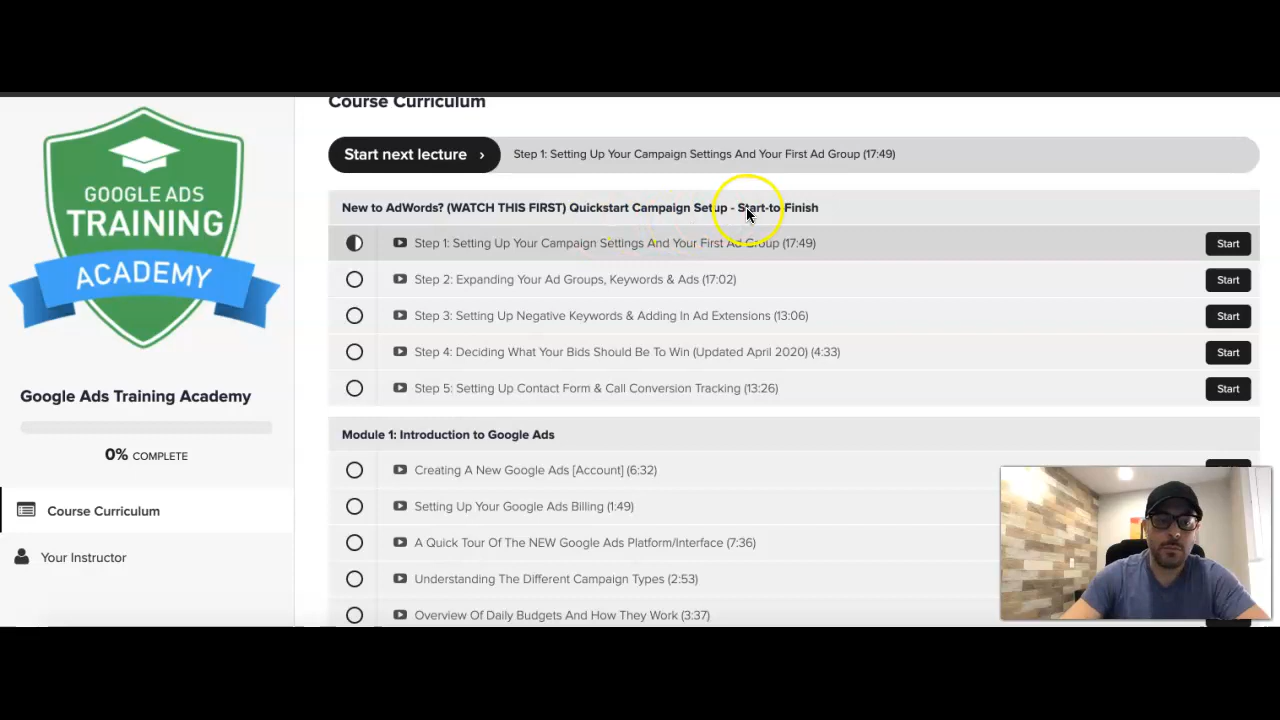 Course Curriculum
GOOGLE ADS
TRAINING
ACADEMY
Google Ads Training Academy
0% COMPLETE
Course Curriculum
Your Instructor
Start next lecture ›
Step 1: Setting Up Your Campaign Settings And Your First Ad Group (17:49)
New to AdWords? (WATCH THIS FIRST) Quickstart Campaign Setup - Start-to Finish
Step 1: Setting Up Your Campaign Settings And Your First Ad Group (17:49)
Start
Step 2: Expanding Your Ad Groups, Keywords & Ads (17:02)
Start
Step 3: Setting Up Negative Keywords & Adding In Ad Extensions (13:06)
Start
Step 4: Deciding What Your Bids Should Be To Win (Updated April 2020) (4:33)
Start
Step 5: Setting Up Contact Form & Call Conversion Tracking (13:26)
Start
Module 1: Introduction to Google Ads
Creating A New Google Ads [Account] (6:32)
Setting Up Your Google Ads Billing (1:49)
A Quick Tour Of The NEW Google Ads Platform/Interface (7:36)
Understanding The Different Campaign Types (2:53)
Overview Of Daily Budgets And How They Work (3:37)